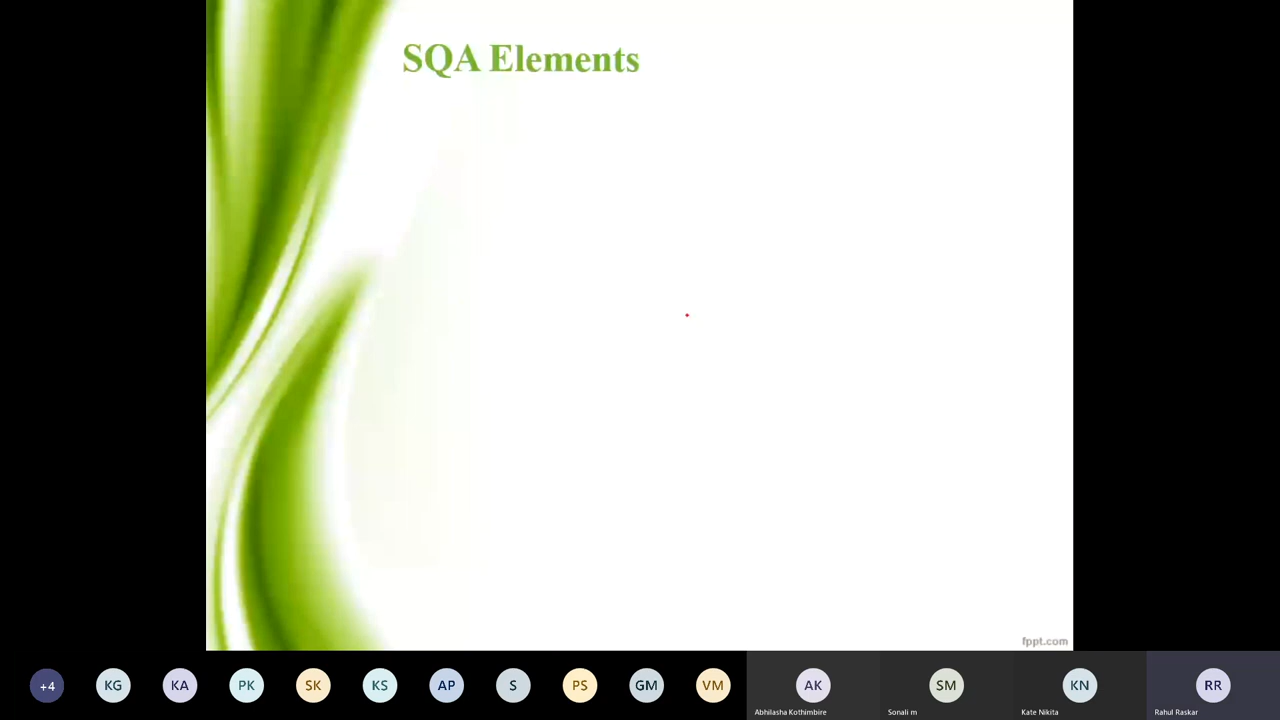 SQA Elements
fppt.com
+4
KG
KA
PK
SK
KS
AP
S
PS
GM
VM
AK
SM
KN
RR
Abhilasha Kothimbire
Sonali m
Kate Nikita
Rahul Raskar